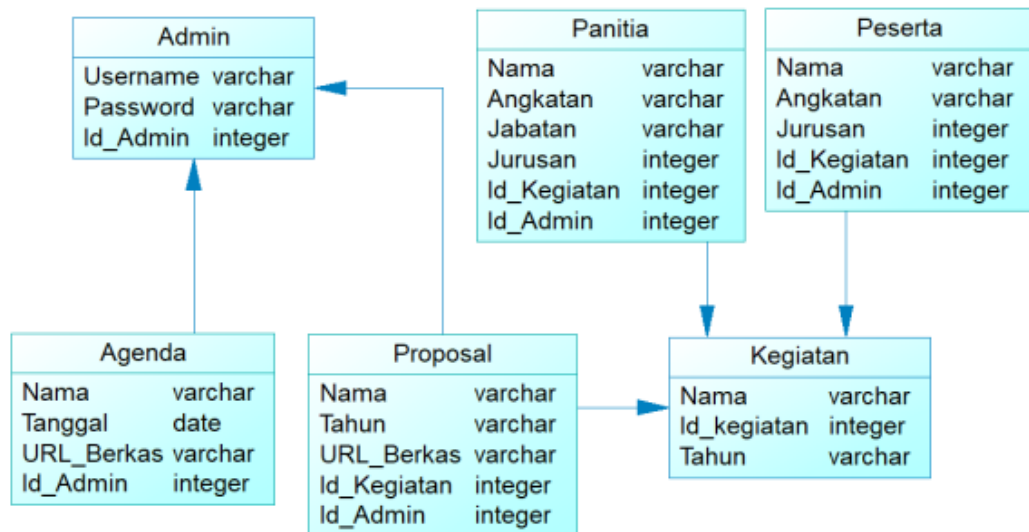 Admin
Username varchar
Password varchar
Id_Admin integer
Panitia
Nama varchar
Angkatan varchar
Jabatan varchar
Jurusan integer
Id_Kegiatan integer
Id_Admin integer
Peserta
Nama varchar
Angkatan varchar
Jurusan integer
Id_Kegiatan integer
Id_Admin integer
Agenda
Nama varchar
Tanggal date
URL_Berkas varchar
Id_Admin integer
Proposal
Nama varchar
Tahun varchar
URL_Berkas varchar
Id_Kegiatan integer
Id_Admin integer
Kegiatan
Nama varchar
Id_kegiatan integer
Tahun varchar